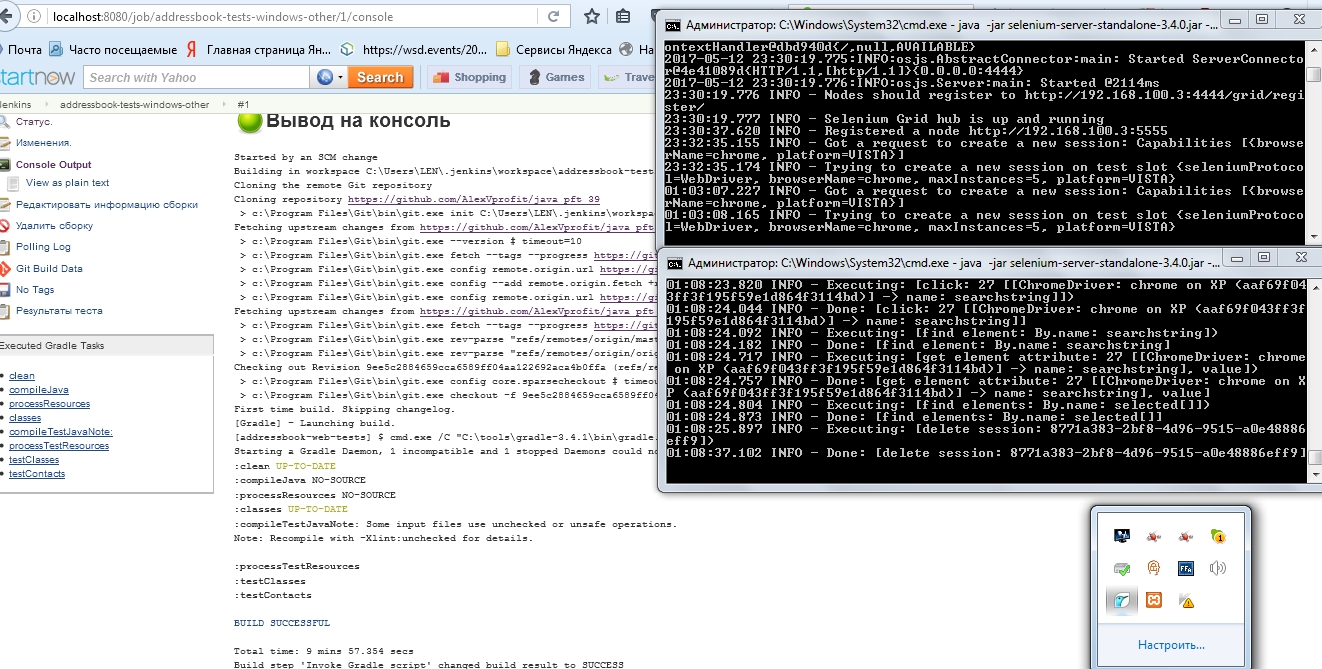 localhost:8080/job/addressbook-tests-windows-other/1/console
Почта
Часто посещаемые
Главная страница Ян...
https://wsd.events/20...
Сервисы Яндекса
На
startnow
Search with Yahoo
Search
Shopping
Games
Trave
Jenkins
addressbook-tests-windows-other
#1
Статус.
Изменения.
Console Output
View as plain text
Редактировать информацию сборки
Удалить сборку
Polling Log
Git Build Data
No Tags
Результаты теста
Executed Gradle Tasks
clean
compileJava
processResources
classes
compileTestJavaNote:
processTestResources
testClasses
testContacts
Вывод на консоль
Started by an SCM change
Building in workspace C:\Users\LEN\.jenkins\workspace\addressbook-test
Cloning the remote Git repository
Cloning repository https://github.com/AlexVprofit/java_pft_39
> c:\Program Files\Git\bin\git.exe init C:\Users\LEN\.jenkins\workspa
Fetching upstream changes from https://github.com/AlexVprofit/java_pft
> c:\Program Files\Git\bin\git.exe --version # timeout=10
> c:\Program Files\Git\bin\git.exe fetch --tags --progress https://git
> c:\Program Files\Git\bin\git.exe config remote.origin.url https://g
> c:\Program Files\Git\bin\git.exe config --add remote.origin.fetch +r
> c:\Program Files\Git\bin\git.exe config remote.origin.url https://g
Fetching upstream changes from https://github.com/AlexVprofit/java_pft
> c:\Program Files\Git\bin\git.exe fetch --tags --progress https://git
> c:\Program Files\Git\bin\git.exe rev-parse "refs/remotes/origin/mas
> c:\Program Files\Git\bin\git.exe rev-parse "refs/remotes/origin/orig
Checking out Revision 9ee5c2884659cca6589ff04aa122692aca4b0ffa (refs/re
> c:\Program Files\Git\bin\git.exe config core.sparsecheckout # timeou
> c:\Program Files\Git\bin\git.exe checkout -f 9ee5c2884659cca6589ff04
First time build. Skipping changelog.
[Gradle] - Launching build.
[addressbook-web-tests] $ cmd.exe /C "C:\tools\gradle-3.4.1\bin\gradle.
Starting a Gradle Daemon, 1 incompatible and 1 stopped Daemons could no
:clean UP-TO-DATE
:compileJava NO-SOURCE
:processResources NO-SOURCE
:classes UP-TO-DATE
:compileTestJavaNote: Some input files use unchecked or unsafe operations.
Note: Recompile with -Xlint:unchecked for details.
:processTestResources
:testClasses
:testContacts
BUILD SUCCESSFUL
Total time: 9 mins 57.354 secs
Build step 'Invoke Gradle script' changed build result to SUCCESS
Администратор: C:\Windows\System32\cmd.exe - java -jar selenium-server-standalone-3.4.0.jar -...
ontextHandler@dbd940d{/,null,AVAILABLE}
2017-05-12 23:30:19.775:INFO:osjs.AbstractConnector:main: Started ServerConnecto
r@4e41089d{HTTP/1.1,[http/1.1]}{0.0.0.0:4444}
2017-05-12 23:30:19.776:INFO:osjs.Server:main: Started @2114ms
23:30:19.776 INFO - Nodes should register to http://192.168.100.3:4444/grid/regi
ster/
23:30:19.777 INFO - Selenium Grid hub is up and running
23:30:37.620 INFO - Registered a node http://192.168.100.3:5555
23:32:35.155 INFO - Got a request to create a new session: Capabilities [{browse
rName=chrome, platform=VISTA}]
23:32:35.174 INFO - Trying to create a new session on test slot {seleniumProtoco
l=WebDriver, browserName=chrome, maxInstances=5, platform=VISTA}
01:03:07.227 INFO - Got a request to create a new session: Capabilities [{browse
rName=chrome, platform=VISTA}]
01:03:08.165 INFO - Trying to create a new session on test slot {seleniumProtoco
l=WebDriver, browserName=chrome, maxInstances=5, platform=VISTA}
Администратор: C:\Windows\System32\cmd.exe - java -jar selenium-server-standalone-3.4.0.jar -...
01:08:23.820 INFO - Executing: [click: 27 [[ChromeDriver: chrome on XP (aaf69f04
3ff3f195f59e1d864f3114bd)] -> name: searchstring]])
01:08:24.044 INFO - Done: [click: 27 [[ChromeDriver: chrome on XP (aaf69f043ff3f
195f59e1d864f3114bd)] -> name: searchstring]]
01:08:24.092 INFO - Executing: [find element: By.name: searchstring])
01:08:24.182 INFO - Done: [find element: By.name: searchstring]
01:08:24.717 INFO - Executing: [get element attribute: 27 [[ChromeDriver: chrome
on XP (aaf69f043ff3f195f59e1d864f3114bd)] -> name: searchstring], value])
01:08:24.757 INFO - Done: [get element attribute: 27 [[ChromeDriver: chrome on X
P (aaf69f043ff3f195f59e1d864f3114bd)] -> name: searchstring], value]
01:08:24.804 INFO - Executing: [find elements: By.name: selected[]])
01:08:24.873 INFO - Done: [find elements: By.name: selected[]]
01:08:25.897 INFO - Executing: [delete session: 8771a383-2bf8-4d96-9515-a0e48886
eff9])
01:08:37.102 INFO - Done: [delete session: 8771a383-2bf8-4d96-9515-a0e48886eff9]
Настроить...